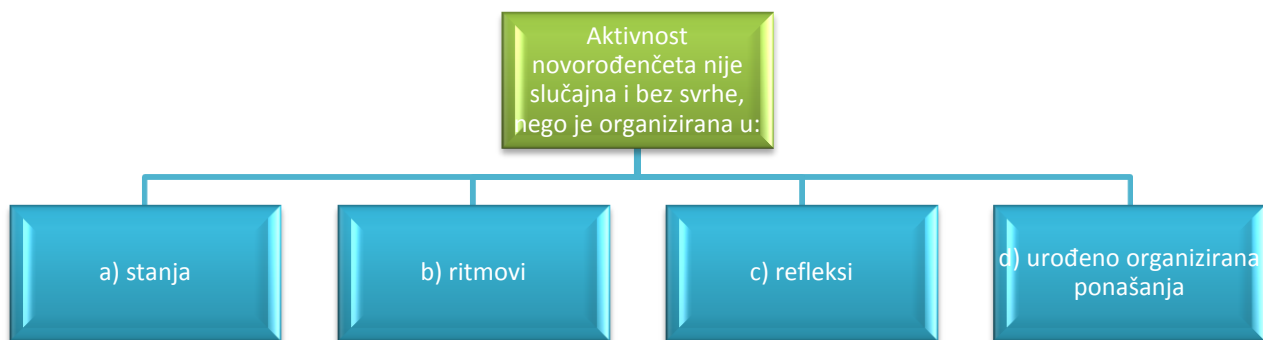 Aktivnost
novorođenčeta nije
slučajna i bez svrhe,
nego je organizirana u:
a) stanja
b) ritmovi
c) refleksi
d) urođeno organizirana
ponašanja